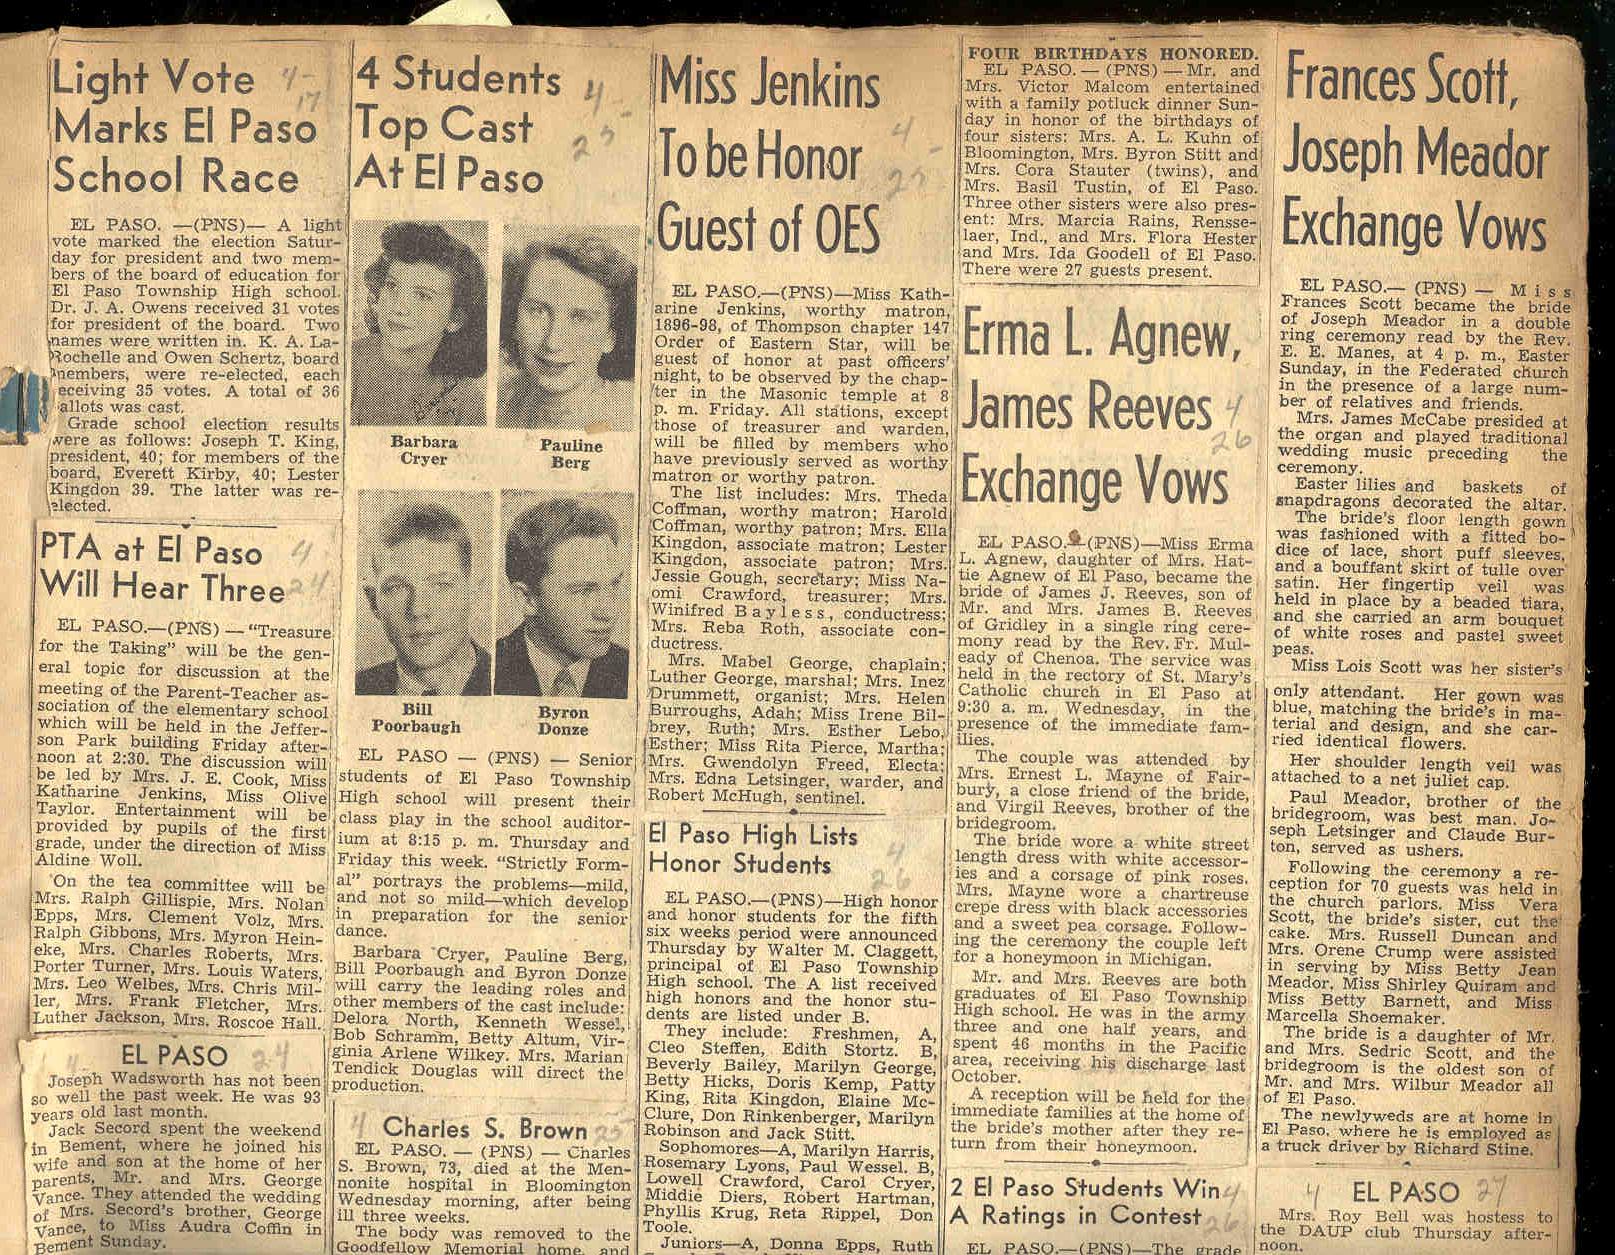 Light Vote
Marks El Paso
School Race
4-
17
EL PASO. —(PNS)— A light
vote marked the election Satur-
day for president and two mem-
bers of the board of education for
El Paso Township High school.
Dr. J. A. Owens received 31 votes
for president of the board. Two
names were written in. K. A. La-
Rochelle and Owen Schertz, board
members, were re-elected, each
eceiving 35 votes. A total of 36
allots was cast.
Grade school election results
were as follows: Joseph T. King,
president, 40; for members of the
board, Everett Kirby, 40; Lester
Kingdon 39. The latter was re-
elected.
PTA at El Paso
Will Hear Three
4-
24
EL PASO.—(PNS) — "Treasure
for the Taking" will be the gen-
eral topic for discussion at the
meeting of the Parent-Teacher as-
sociation of the elementary school
which will be held in the Jeffer-
son Park building Friday after-
noon at 2:30. The discussion will
be led by Mrs. J. E. Cook, Miss
Katharine Jenkins, Miss Olive
Taylor. Entertainment will be
provided by pupils of the first
grade, under the direction of Miss
Aldine Woll.
On the tea committee will be
Mrs. Ralph Gillispie, Mrs. Nolan
Epps, Mrs. Clement Volz, Mrs.
Ralph Gibbons, Mrs. Myron Hein-
eke, Mrs. Charles Roberts, Mrs.
Porter Turner, Mrs. Louis Waters,
Mrs. Leo Welbes, Mrs. Chris Mil-
ler, Mrs. Frank Fletcher, Mrs.
Luther Jackson, Mrs. Roscoe Hall.
4- EL PASO 24
Joseph Wadsworth has not been
so well the past week. He was 93
years old last month.
Jack Secord spent the weekend
in Bement, where he joined his
wife and son at the home of her
parents, Mr. and Mrs. George
Vance. They attended the wedding
of Mrs. Secord's brother, George
Vance, to Miss Audra Coffin in
Bement Sunday.
4 Students
Top Cast
At El Paso
4-
25
Barbara
Cryer
Pauline
Berg
Bill
Poorbaugh
Byron
Donze
EL PASO — (PNS) — Senior
students of El Paso Township
High school will present their
class play in the school auditor-
ium at 8:15 p. m. Thursday and
Friday this week. "Strictly Form-
al" portrays the problems—mild,
and not so mild—which develop
in preparation for the senior
dance.
Barbara Cryer, Pauline Berg,
Bill Poorbaugh and Byron Donze
will carry the leading roles and
other members of the cast include:
Delora North, Kenneth Wessel,
Bob Schramm, Betty Altum, Vir-
ginia Arlene Wilkey. Mrs. Marian
Tendick Douglas will direct the
production.
4 Charles S. Brown 25
EL PASO. — (PNS) — Charles
S. Brown, 73, died at the Men-
nonite hospital in Bloomington
Wednesday morning, after being
ill three weeks.
The body was removed to the
Goodfellow Memorial home, and
Miss Jenkins
To be Honor
Guest of OES
4-
25
EL PASO.—(PNS)—Miss Kath-
arine Jenkins, worthy matron,
1896-98, of Thompson chapter 147
Order of Eastern Star, will be
guest of honor at past officers'
night, to be observed by the chap-
ter in the Masonic temple at 8
p. m. Friday. All stations, except
those of treasurer and warden,
will be filled by members who
have previously served as worthy
matron or worthy patron.
The list includes: Mrs. Theda
Coffman, worthy matron; Harold
Coffman, worthy patron; Mrs. Ella
Kingdon, associate matron; Lester
Kingdon, associate patron; Mrs.
Jessie Gough, secretary; Miss Na-
omi Crawford, treasurer; Mrs.
Winifred Bayless, conductress;
Mrs. Reba Roth, associate con-
ductress.
Mrs. Mabel George, chaplain;
Luther George, marshal; Mrs. Inez
Drummett, organist; Mrs. Helen
Burroughs, Adah; Miss Irene Bil-
brey, Ruth; Mrs. Esther Lebo,
Esther; Miss Rita Pierce, Martha;
Mrs. Gwendolyn Freed, Electa;
Mrs. Edna Letsinger, warder, and
Robert McHugh, sentinel.
El Paso High Lists
Honor Students
4
26
EL PASO.—(PNS)—High honor
and honor students for the fifth
six weeks period were announced
Thursday by Walter M. Claggett,
principal of El Paso Township
High school. The A list received
high honors and the honor stu-
dents are listed under B.
They include: Freshmen, A,
Cleo Steffen, Edith Stortz. B,
Beverly Bailey, Marilyn George,
Betty Hicks, Doris Kemp, Patty
King, Rita Kingdon, Elaine Mc-
Clure, Don Rinkenberger, Marilyn
Robinson and Jack Stitt.
Sophomores—A, Marilyn Harris,
Rosemary Lyons, Paul Wessel. B,
Lowell Crawford, Carol Cryer,
Middie Diers, Robert Hartman,
Phyllis Krug, Reta Rippel, Don
Toole.
Juniors—A, Donna Epps, Ruth
FOUR BIRTHDAYS HONORED.
EL PASO. — (PNS) — Mr. and
Mrs. Victor Malcom entertained
with a family potluck dinner Sun-
day in honor of the birthdays of
four sisters: Mrs. A. L. Kuhn of
Bloomington, Mrs. Byron Stitt and
Mrs. Cora Stauter (twins), and
Mrs. Basil Tustin, of El Paso.
Three other sisters were also pres-
ent: Mrs. Marcia Rains, Rensse-
laer, Ind., and Mrs. Flora Hester
and Mrs. Ida Goodell of El Paso.
There were 27 guests present.
Erma L. Agnew,
James Reeves
Exchange Vows
4
26
EL PASO.—(PNS)—Miss Erma
L. Agnew, daughter of Mrs. Hat-
tie Agnew of El Paso, became the
bride of James J. Reeves, son of
Mr. and Mrs. James B. Reeves
of Gridley in a single ring cere-
mony read by the Rev. Fr. Mul-
eady of Chenoa. The service was
held in the rectory of St. Mary's
Catholic church in El Paso at
9:30 a. m. Wednesday, in the
presence of the immediate fam-
ilies.
The couple was attended by
Mrs. Ernest L. Mayne of Fair-
bury, a close friend of the bride,
and Virgil Reeves, brother of the
bridegroom.
The bride wore a white street
length dress with white accessor-
ies and a corsage of pink roses.
Mrs. Mayne wore a chartreuse
crepe dress with black accessories
and a sweet pea corsage. Follow-
ing the ceremony the couple left
for a honeymoon in Michigan.
Mr. and Mrs. Reeves are both
graduates of El Paso Township
High school. He was in the army
three and one half years, and
spent 46 months in the Pacific
area, receiving his discharge last
October.
A reception will be held for the
immediate families at the home of
the bride's mother after they re-
turn from their honeymoon.
2 El Paso Students Win
A Ratings in Contest
4
26
EL PASO.—(PNS)—The grade
Frances Scott,
Joseph Meador
Exchange Vows
EL PASO.— (PNS) — Miss
Frances Scott became the bride
of Joseph Meador in a double
ring ceremony read by the Rev.
E. E. Manes, at 4 p. m., Easter
Sunday, in the Federated church
in the presence of a large num-
ber of relatives and friends.
Mrs. James McCabe presided at
the organ and played traditional
wedding music preceding the
ceremony.
Easter lilies and baskets of
snapdragons decorated the altar.
The bride's floor length gown
was fashioned with a fitted bo-
dice of lace, short puff sleeves,
and a bouffant skirt of tulle over
satin. Her fingertip veil was
held in place by a beaded tiara,
and she carried an arm bouquet
of white roses and pastel sweet
peas.
Miss Lois Scott was her sister's
only attendant. Her gown was
blue, matching the bride's in ma-
terial and design, and she car-
ried identical flowers.
Her shoulder length veil was
attached to a net juliet cap.
Paul Meador, brother of the
bridegroom, was best man. Jo-
seph Letsinger and Claude Bur-
ton, served as ushers.
Following the ceremony a re-
ception for 70 guests was held in
the church parlors. Miss Vera
Scott, the bride's sister, cut the
cake. Mrs. Russell Duncan and
Mrs. Orene Crump were assisted
in serving by Miss Betty Jean
Meador, Miss Shirley Quiram and
Miss Betty Barnett, and Miss
Marcella Shoemaker.
The bride is a daughter of Mr.
and Mrs. Sedric Scott, and the
bridegroom is the oldest son of
Mr. and Mrs. Wilbur Meador all
of El Paso.
The newlyweds are at home in
El Paso, where he is employed as
a truck driver by Richard Stine.
4 EL PASO 27
Mrs. Roy Bell was hostess to
the DAUP club Thursday after-
noon.